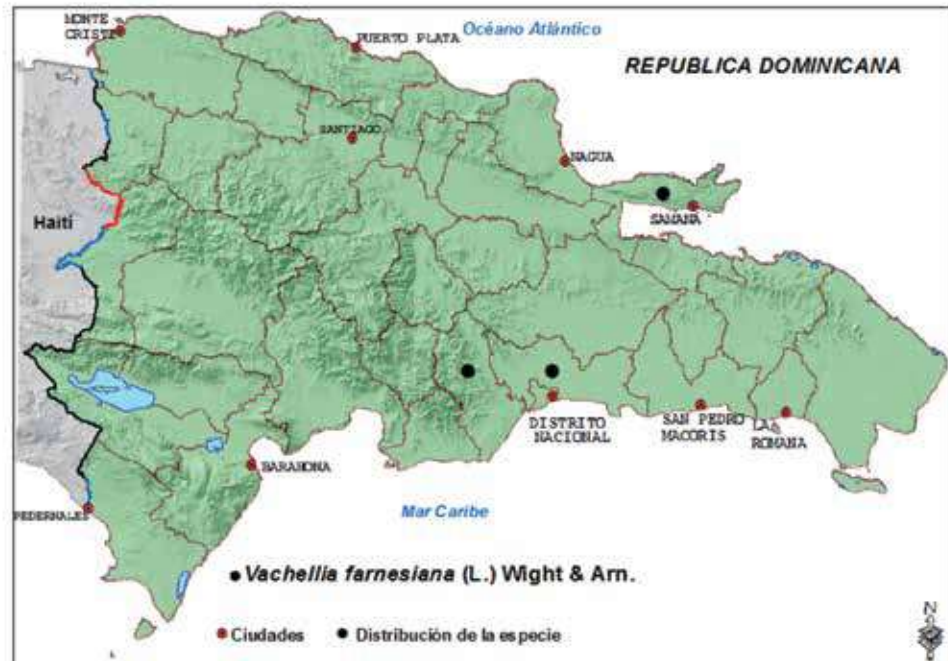 MONTE
CRISTI
Océano Atlántico
PUERTO PLATA
REPUBLICA DOMINICANA
SANTIAGO
NAGUA
SAMANA
Haití
DISTRITO
NACIONAL
SAN PEDRO
MACORIS
LA
ROMANA
BARAHONA
PEDERNALES
Mar Caribe
Vachellia farnesiana (L.) Wight & Arn.
Ciudades
Distribución de la especie
N